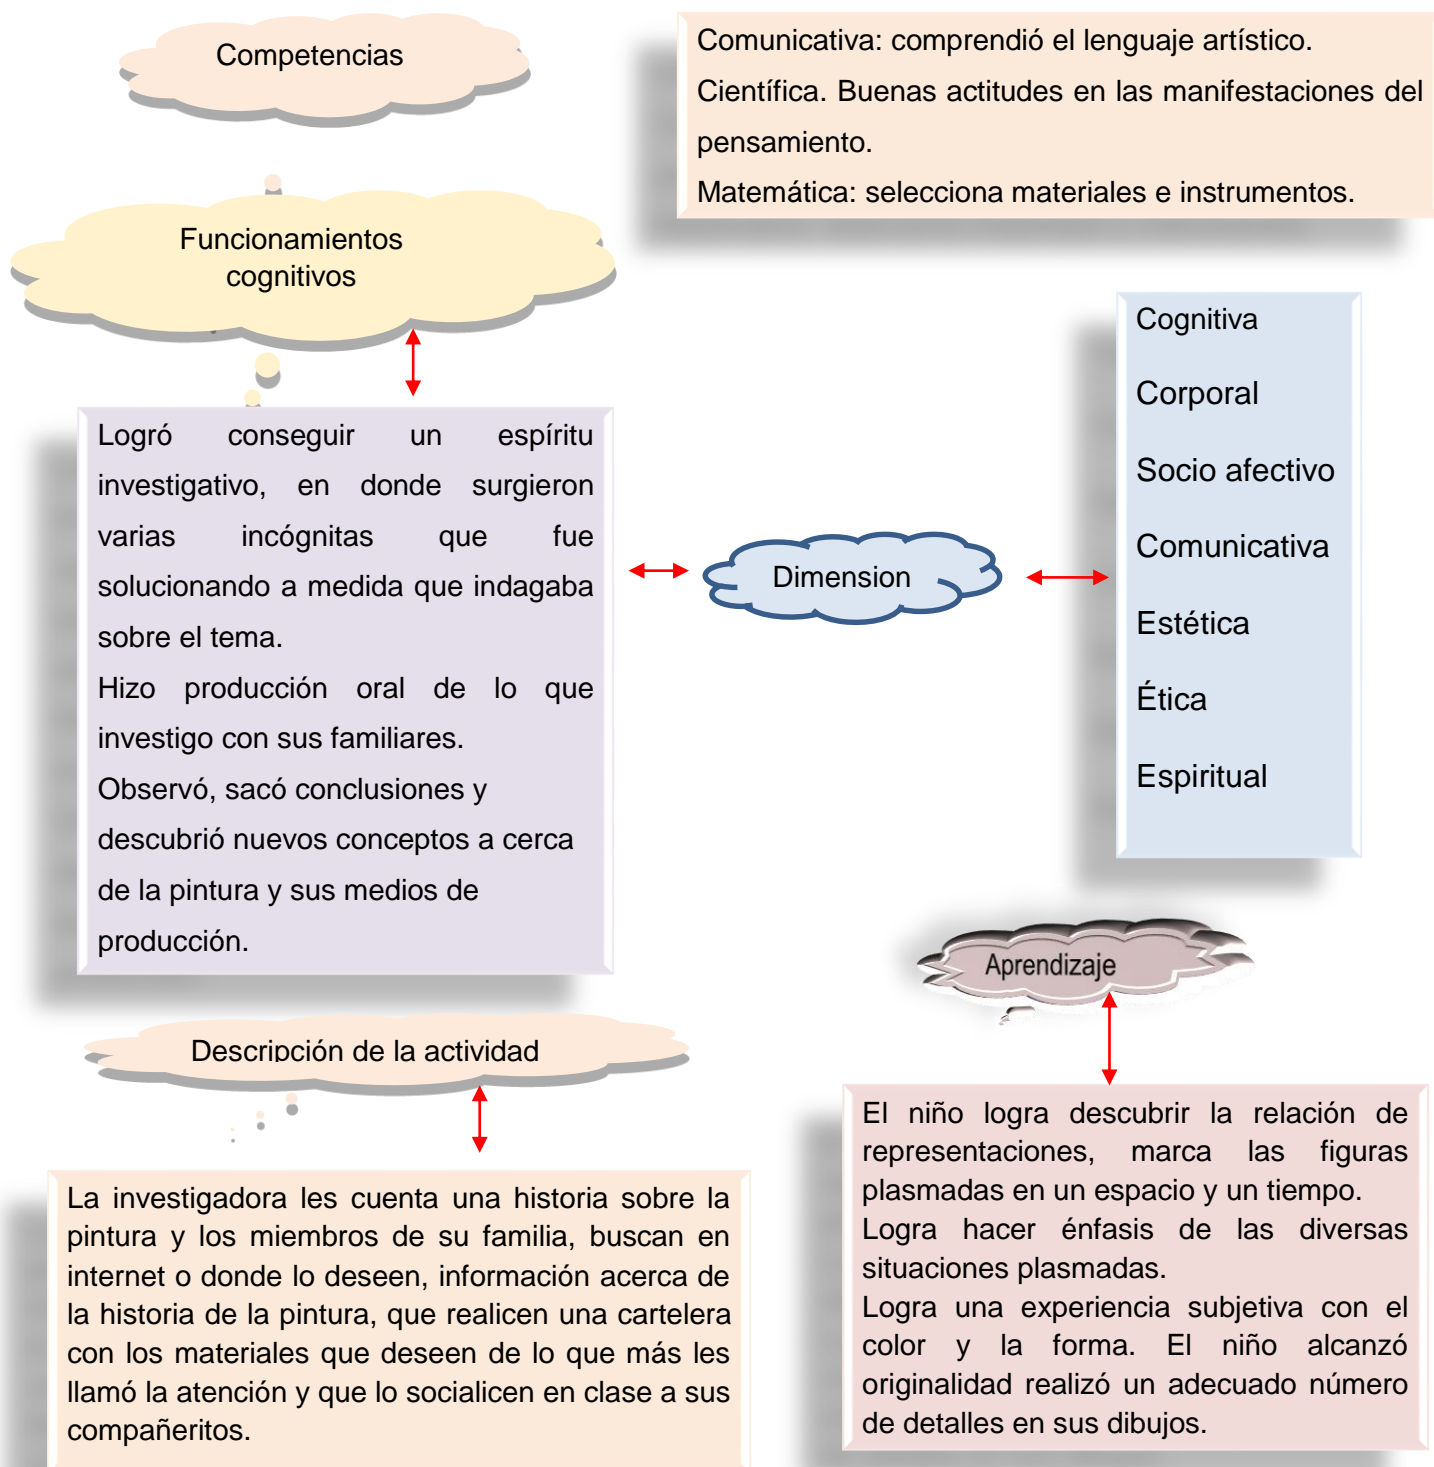 Competencias
Comunicativa: comprendió el lenguaje artístico.
Científica. Buenas actitudes en las manifestaciones del
pensamiento.
Matemática: selecciona materiales e instrumentos.
Funcionamientos
cognitivos
Logró conseguir un espíritu
investigativo, en donde surgieron
varias incógnitas que fue
solucionando a medida que indagaba
sobre el tema.
Hizo producción oral de lo que
investigo con sus familiares.
Observó, sacó conclusiones y
descubrió nuevos conceptos a cerca
de la pintura y sus medios de
producción.
Dimension
Cognitiva
Corporal
Socio afectivo
Comunicativa
Estética
Ética
Espiritual
Aprendizaje
El niño logra descubrir la relación de
representaciones, marca las figuras
plasmadas en un espacio y un tiempo.
Logra hacer énfasis de las diversas
situaciones plasmadas.
Logra una experiencia subjetiva con el
color y la forma. El niño alcanzó
originalidad realizó un adecuado número
de detalles en sus dibujos.
Descripción de la actividad
La investigadora les cuenta una historia sobre la
pintura y los miembros de su familia, buscan en
internet o donde lo deseen, información acerca de
la historia de la pintura, que realicen una cartelera
con los materiales que deseen de lo que más les
llamó la atención y que lo socialicen en clase a sus
compañeritos.